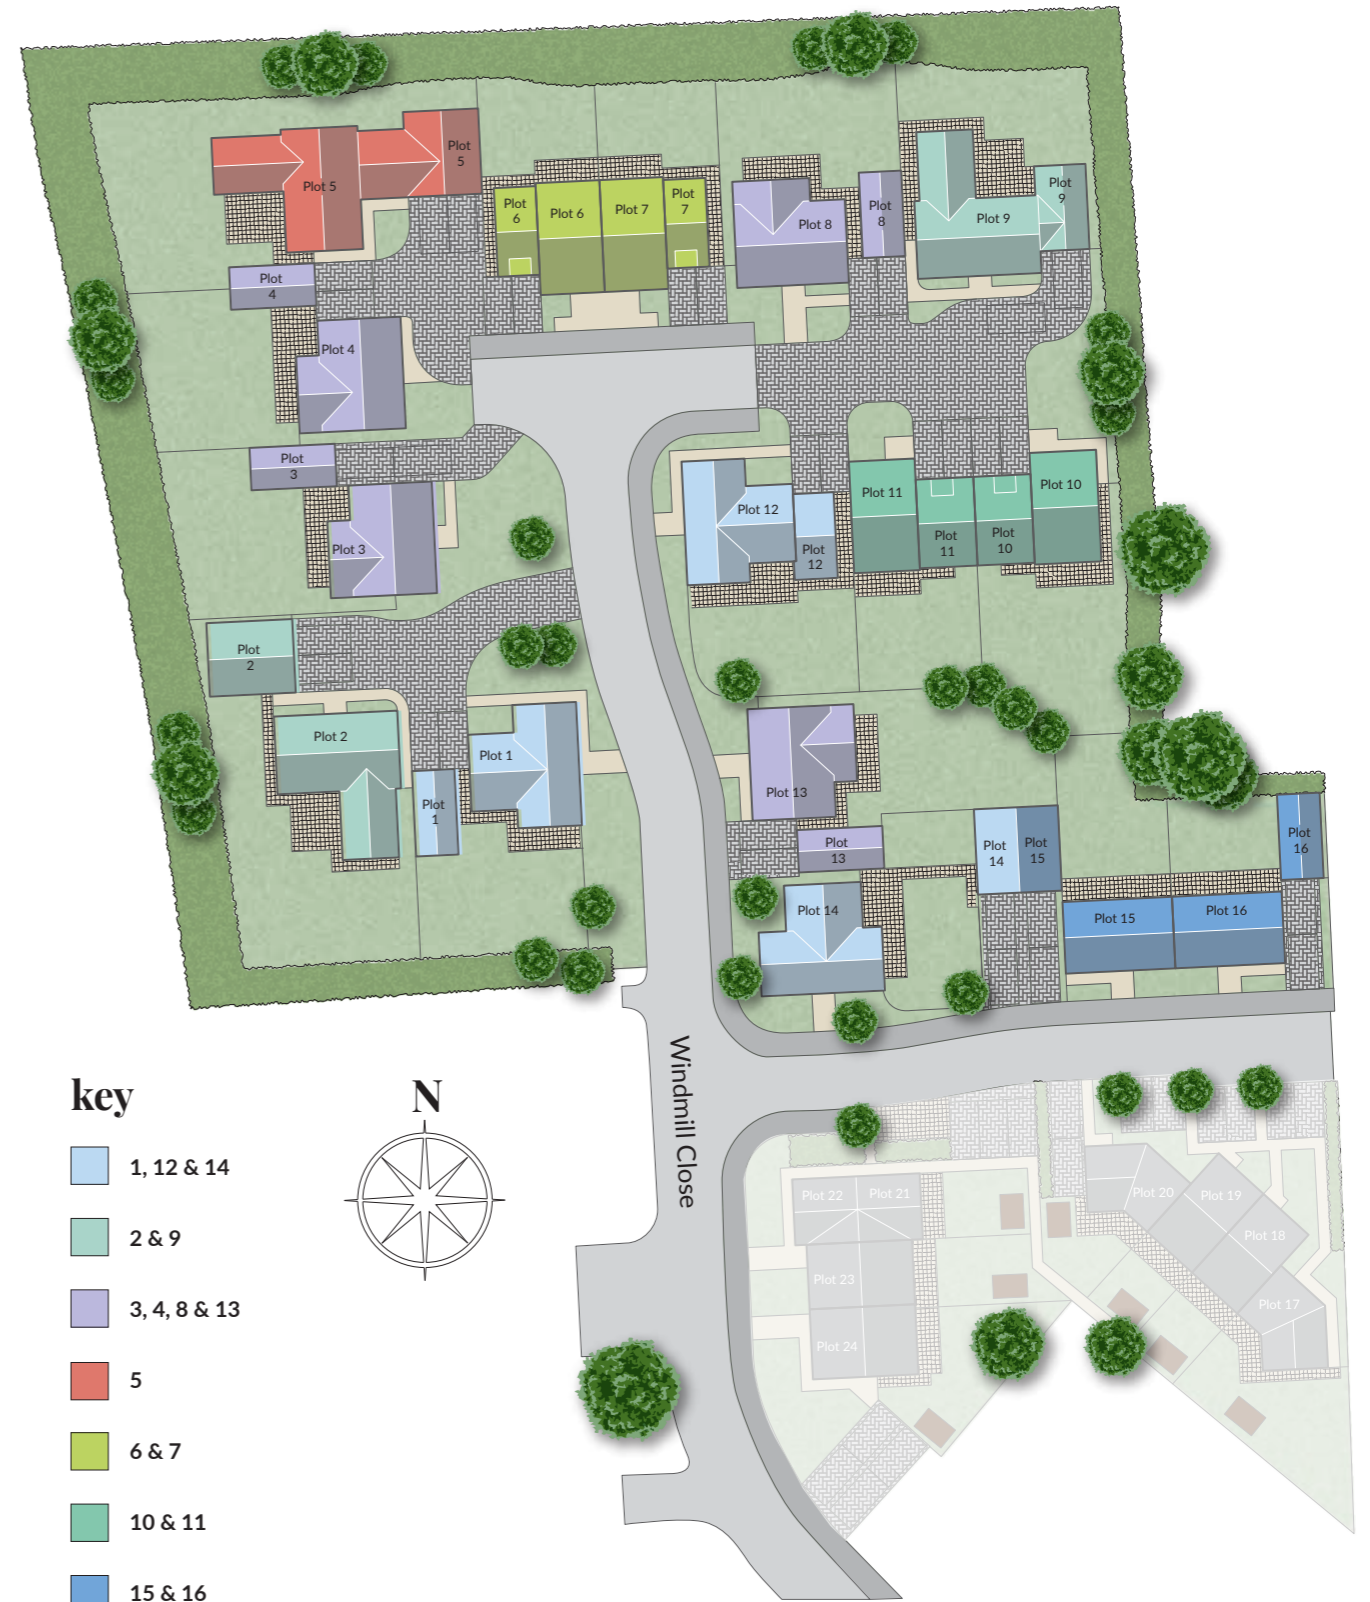 Plot
5
Plot 5
Plot
6
Plot 6
Plot 7
Plot
7
Plot 8
Plot
8
Plot 9
Plot
9
Plot
4
Plot 4
Plot
3
Plot 3
Plot 12
Plot
12
Plot 11
Plot
11
Plot
10
Plot 10
Plot
2
Plot 2
Plot 1
Plot
1
Plot 13
Plot
13
Plot
14
Plot
15
Plot
16
Plot 14
Plot 15
Plot 16
Windmill Close
key
N
1, 12 & 14
2 & 9
3, 4, 8 & 13
5
6 & 7
10 & 11
15 & 16
Plot 22
Plot 21
Plot 20
Plot 19
Plot 18
Plot 23
Plot 17
Plot 24